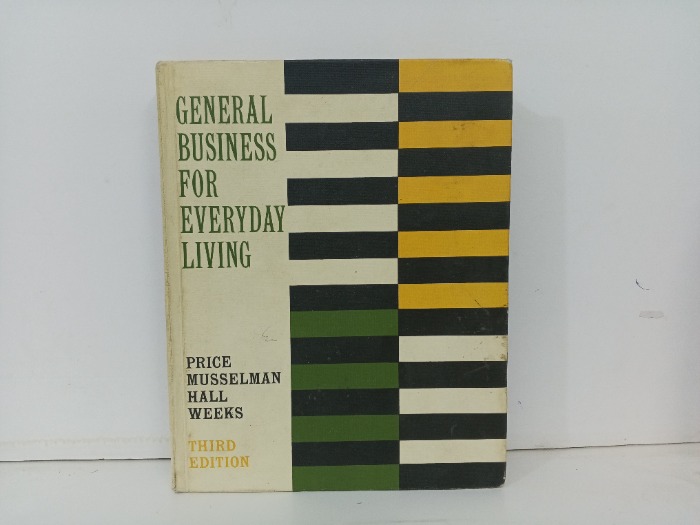 GENERAL
BUSINESS
FOR
EVERYDAY
LIVING
PRICE
MUSSELMAN
HALL
WEEKS
THIRD
EDITION